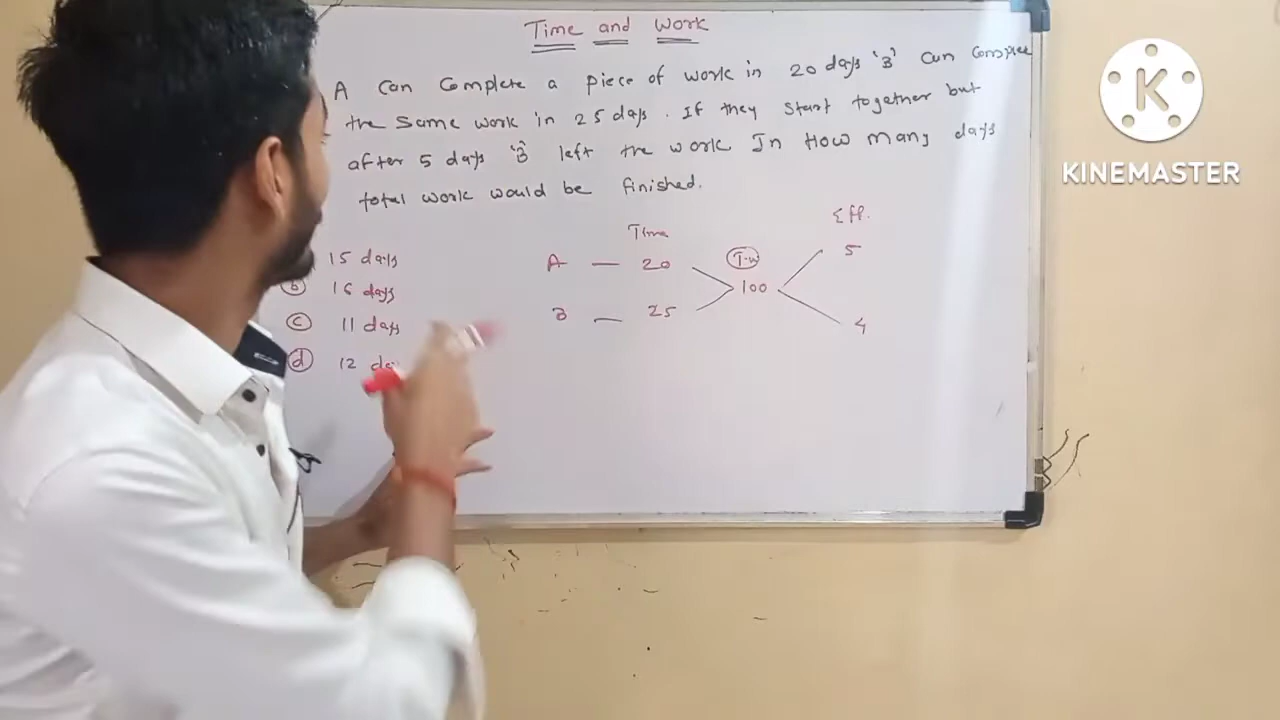 Time and Work
A can Complete a piece of work in 20 days 'B' Can Complete
the same work in 25 days. If they start together but
after 5 days 'B' left the work In How many days
total work would be finished.
15 days
b 16 days
c 11 days
d 12 da
Time
Eff.
A — 20
T.W
100
5
B — 25
4
K
KINEMASTER